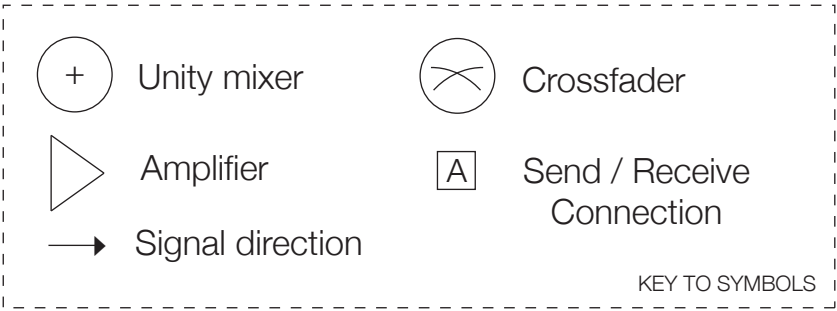 + Unity mixer
Crossfader
Amplifier
A Send / Receive
Connection
Signal direction
KEY TO SYMBOLS